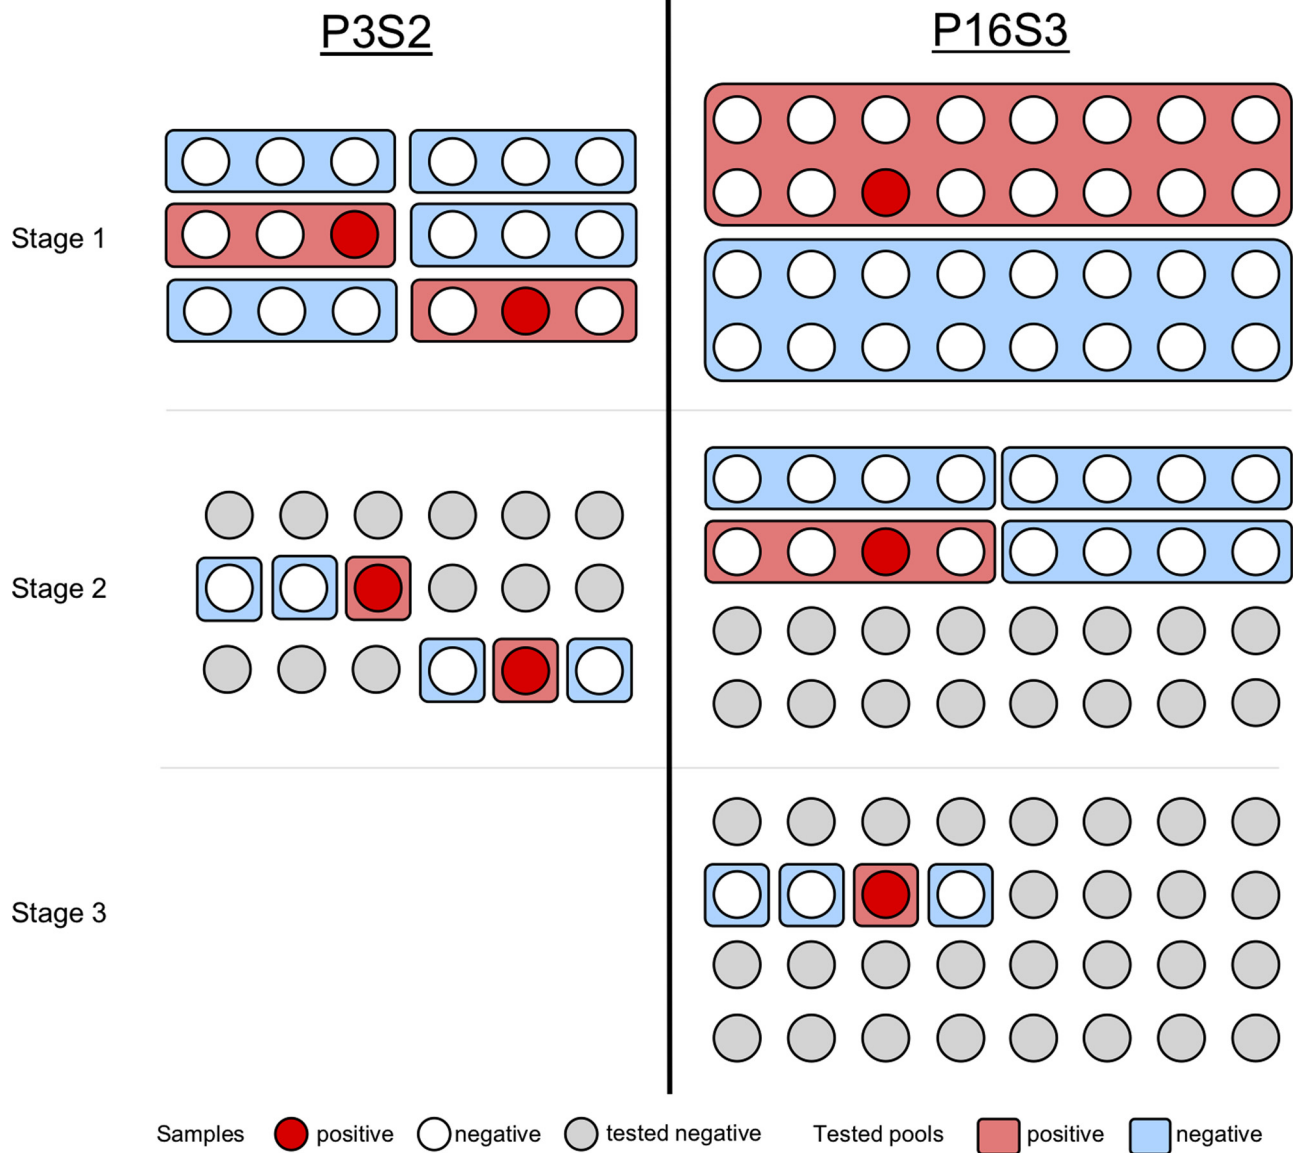 P3S2
P16S3
Stage 1
Stage 2
Stage 3
Samples positive negative tested negative Tested pools positive negative